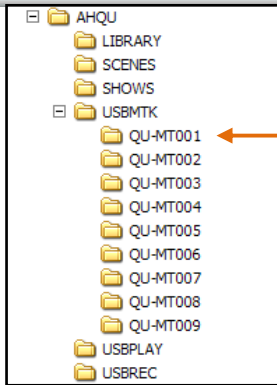 AHQU
LIBRARY
SCENES
SHOWS
USBMTK
QU-MT001
QU-MT002
QU-MT003
QU-MT004
QU-MT005
QU-MT006
QU-MT007
QU-MT008
QU-MT009
USBPLAY
USBREC